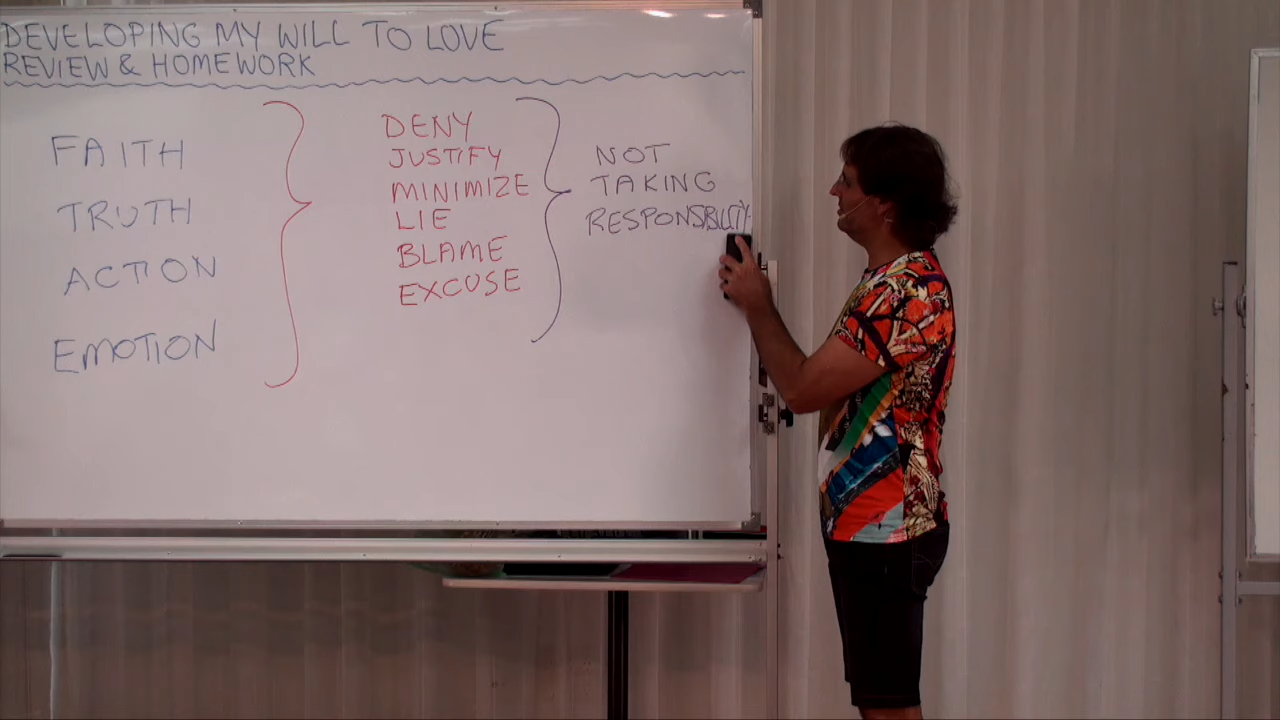 DEVELOPING MY WILL TO LOVE
REVIEW & HOMEWORK
FAITH
TRUTH
ACTION
EMOTION
DENY
JUSTIFY
MINIMIZE
LIE
BLAME
EXCUSE
NOT
TAKING
RESPONSIBILITY